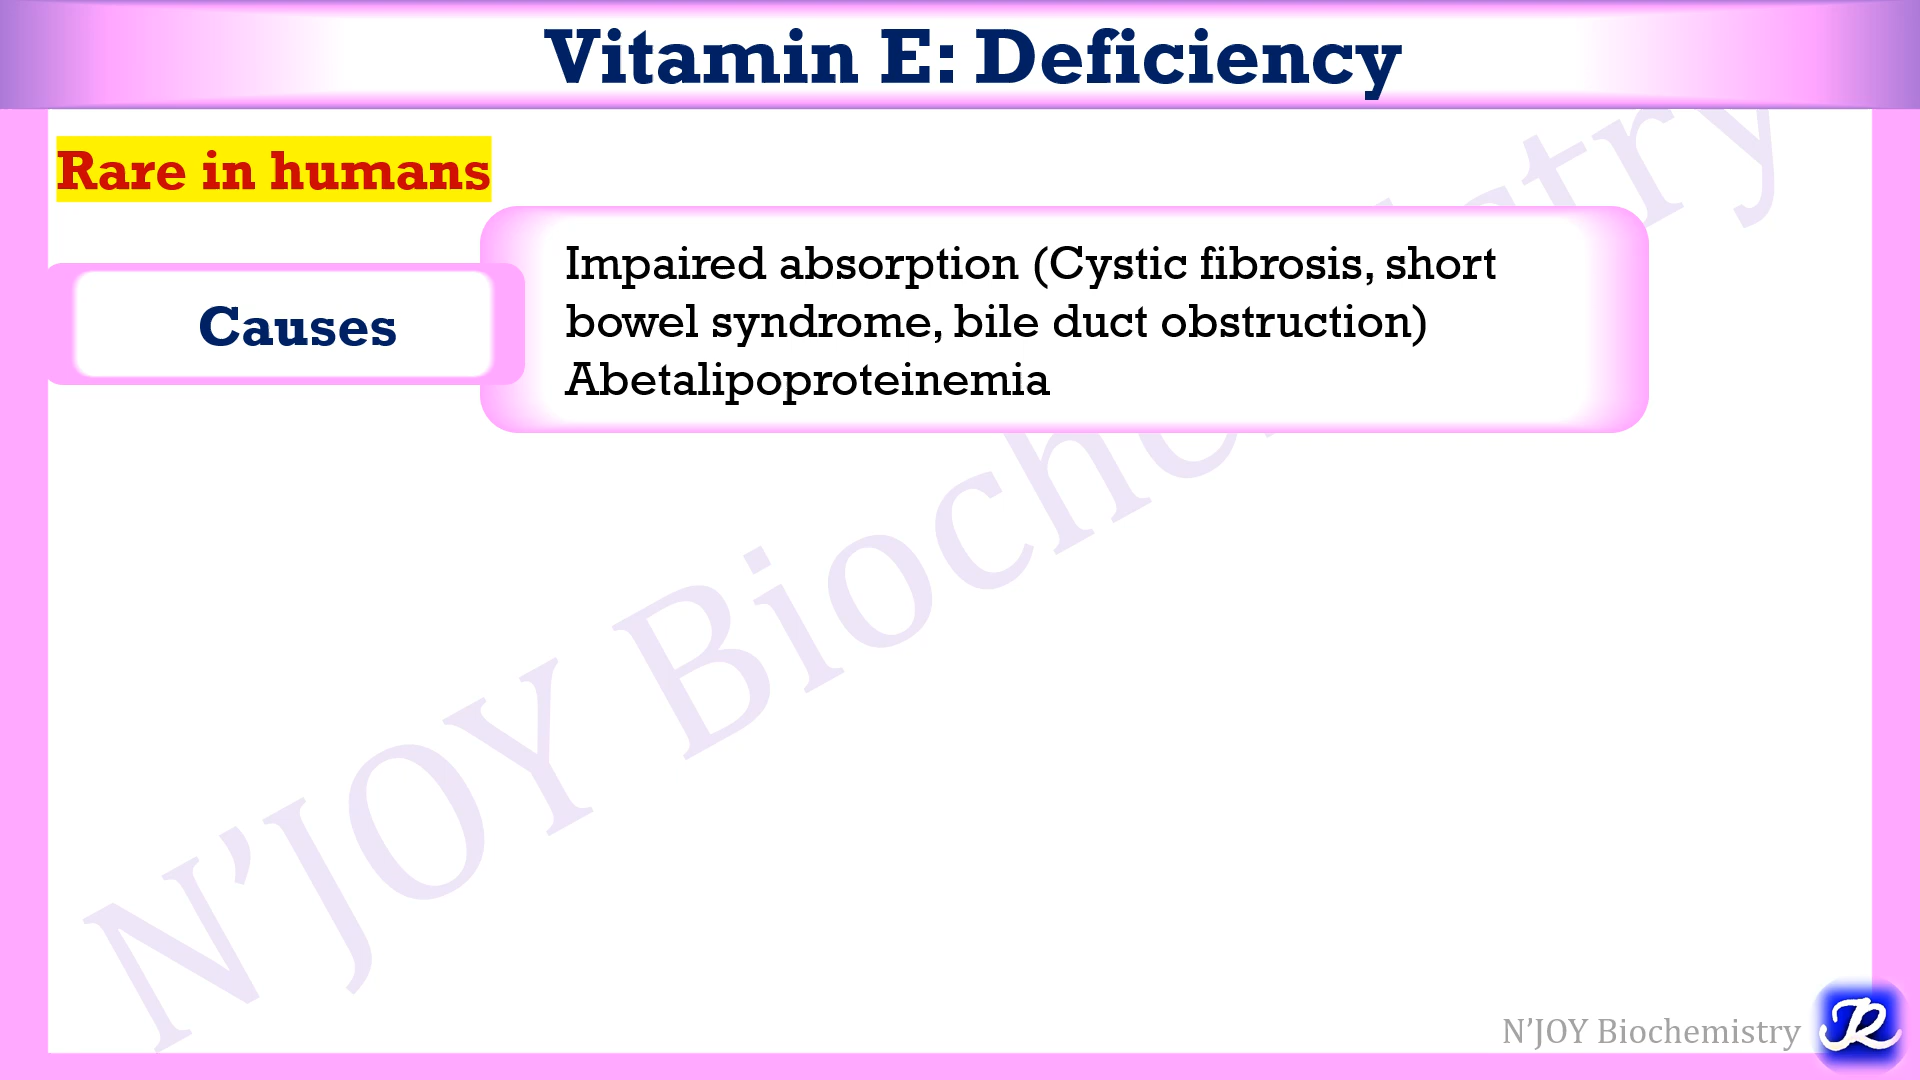 Vitamin E: Deficiency
Rare in humans
Causes
Impaired absorption (Cystic fibrosis, short
bowel syndrome, bile duct obstruction)
Abetalipoproteinemia
N'JOY Biochemistry
N'JOY Biochemistry
R